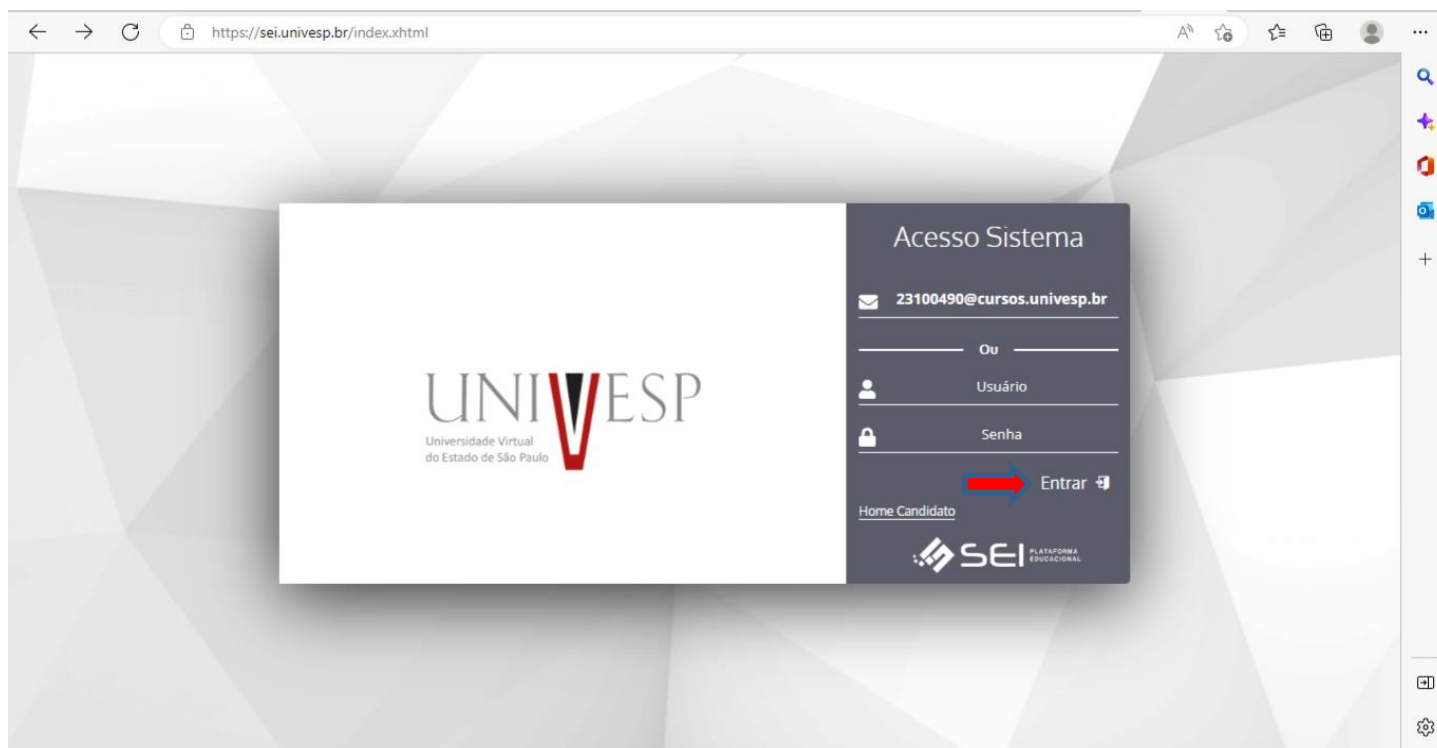 https://sei.univesp.br/index.xhtml
Acesso Sistema
23100490@cursos.univesp.br
Ou
Usuário
Senha
Entrar
Home Candidato
SEI PLATAFORMA
EDUCACIONAL
UNIVESP
Universidade Virtual
do Estado de São Paulo